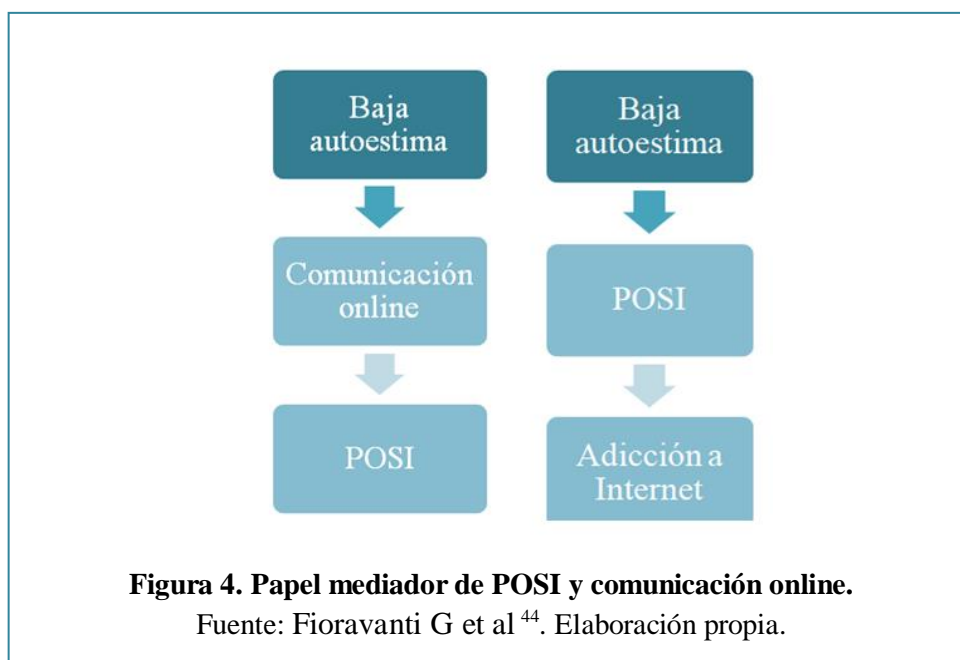 Baja
autoestima
Comunicación
online
POSI
Baja
autoestima
POSI
Adicción a
Internet
Figura 4. Papel mediador de POSI y comunicación online.
Fuente: Fioravanti G et al 44. Elaboración propia.